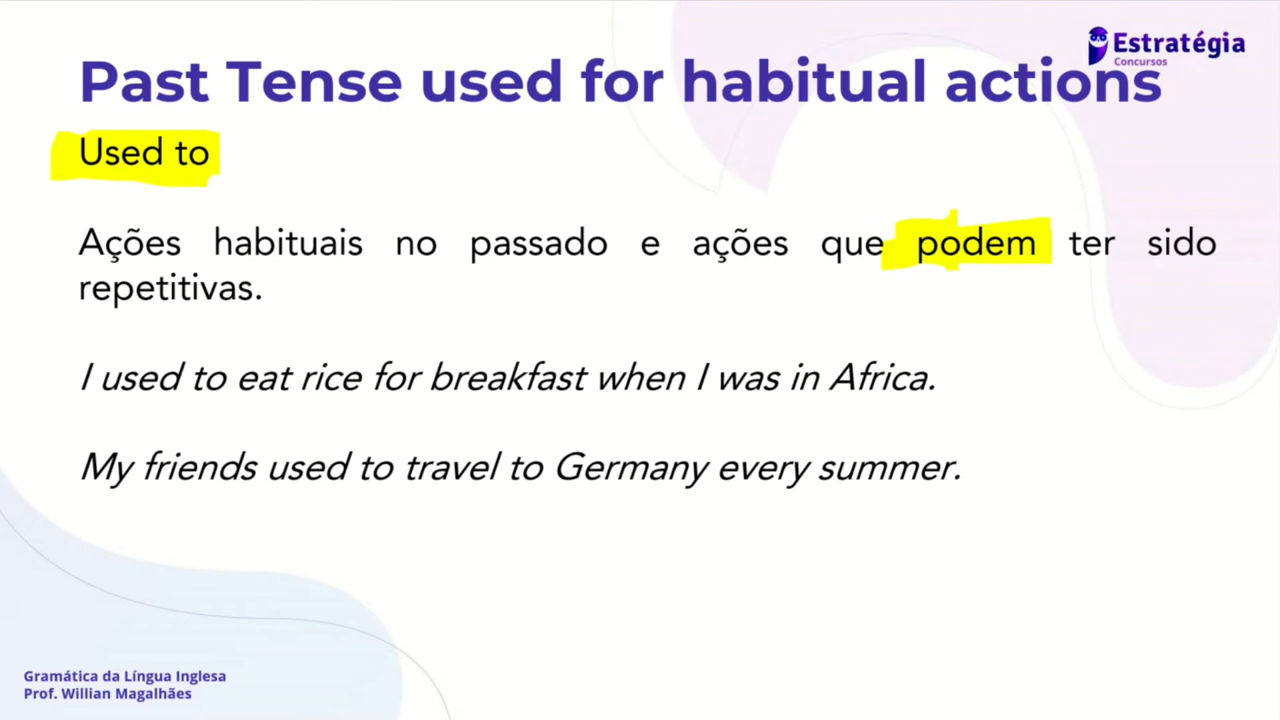 Estratégia
Concursos
Past Tense used for habitual actions
Used to
Ações habituais no passado e ações que podem ter sido
repetitivas.
I used to eat rice for breakfast when I was in Africa.
My friends used to travel to Germany every summer.
Gramática da Língua Inglesa
Prof. Willian Magalhães